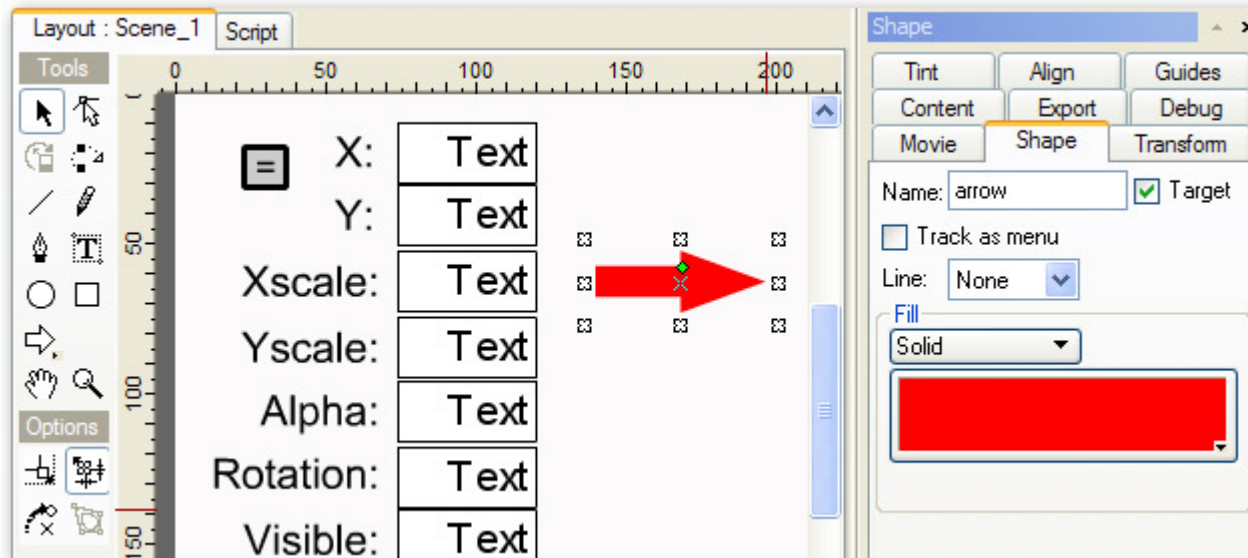 Layout : Scene_1 Script
Tools
0 50 100 150 200
50
100
150
Options
=
X: Text
Y: Text
Xscale: Text
Yscale: Text
Alpha: Text
Rotation: Text
Visible: Text
Shape
Tint Align Guides
Content Export Debug
Movie Shape Transform
Name: arrow Target
Track as menu
Line: None
Fill
Solid